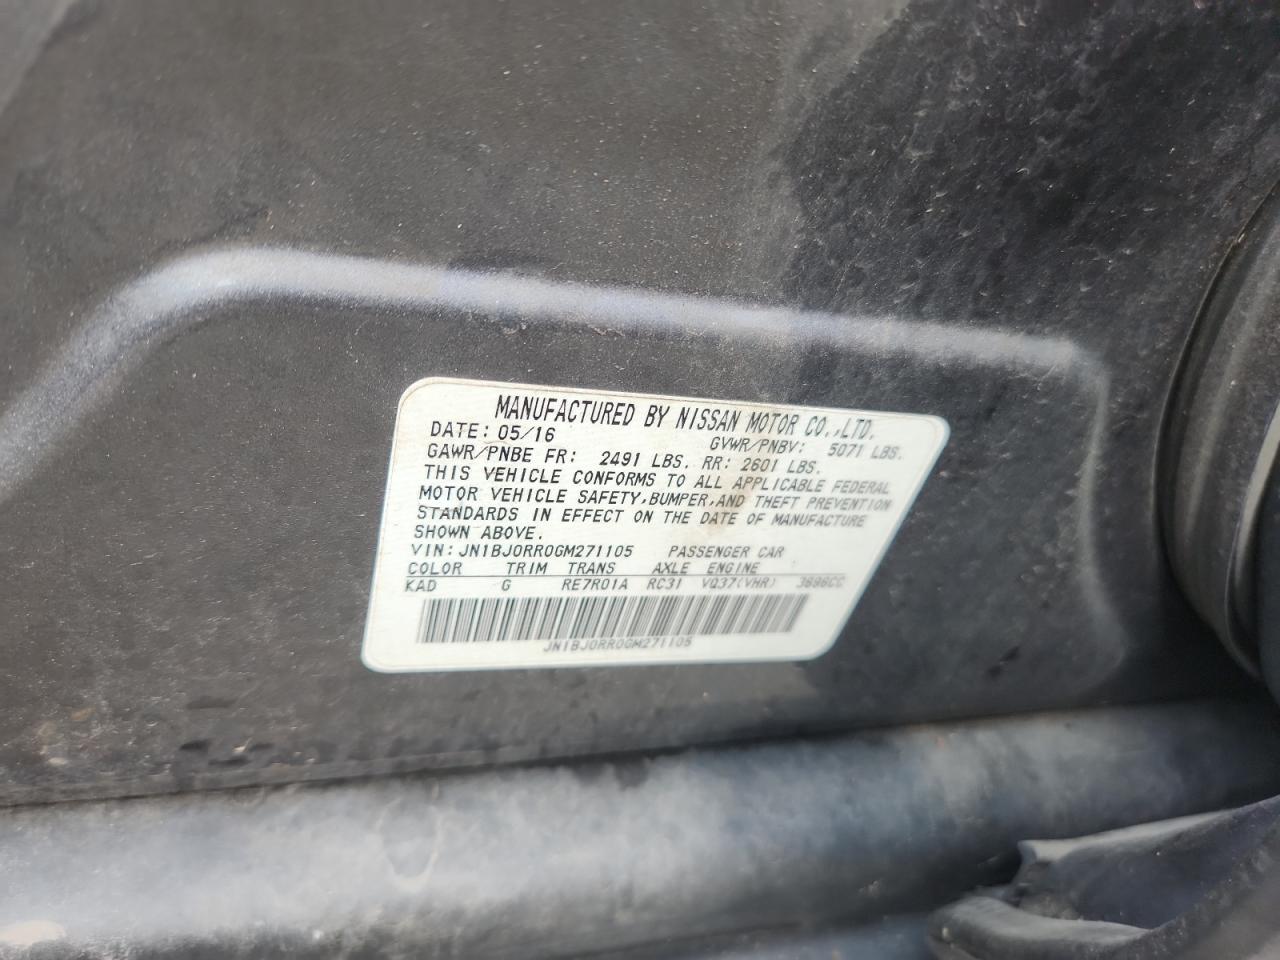 MANUFACTURED BY NISSAN MOTOR CO.,LTD.
DATE: 05/16 GVWR/PNBV: 5071 LBS.
GAWR/PNBE FR: 2491 LBS. RR: 2601 LBS.
THIS VEHICLE CONFORMS TO ALL APPLICABLE FEDERAL
MOTOR VEHICLE SAFETY,BUMPER,AND THEFT PREVENTION
STANDARDS IN EFFECT ON THE DATE OF MANUFACTURE
SHOWN ABOVE.
VIN: JN1BJ0RR0GM271105 PASSENGER CAR
COLOR TRIM TRANS AXLE ENGINE
KAD G RE7R01A RC31 VQ37(VHR) 3696CC
JN1BJ0RR0GM271105